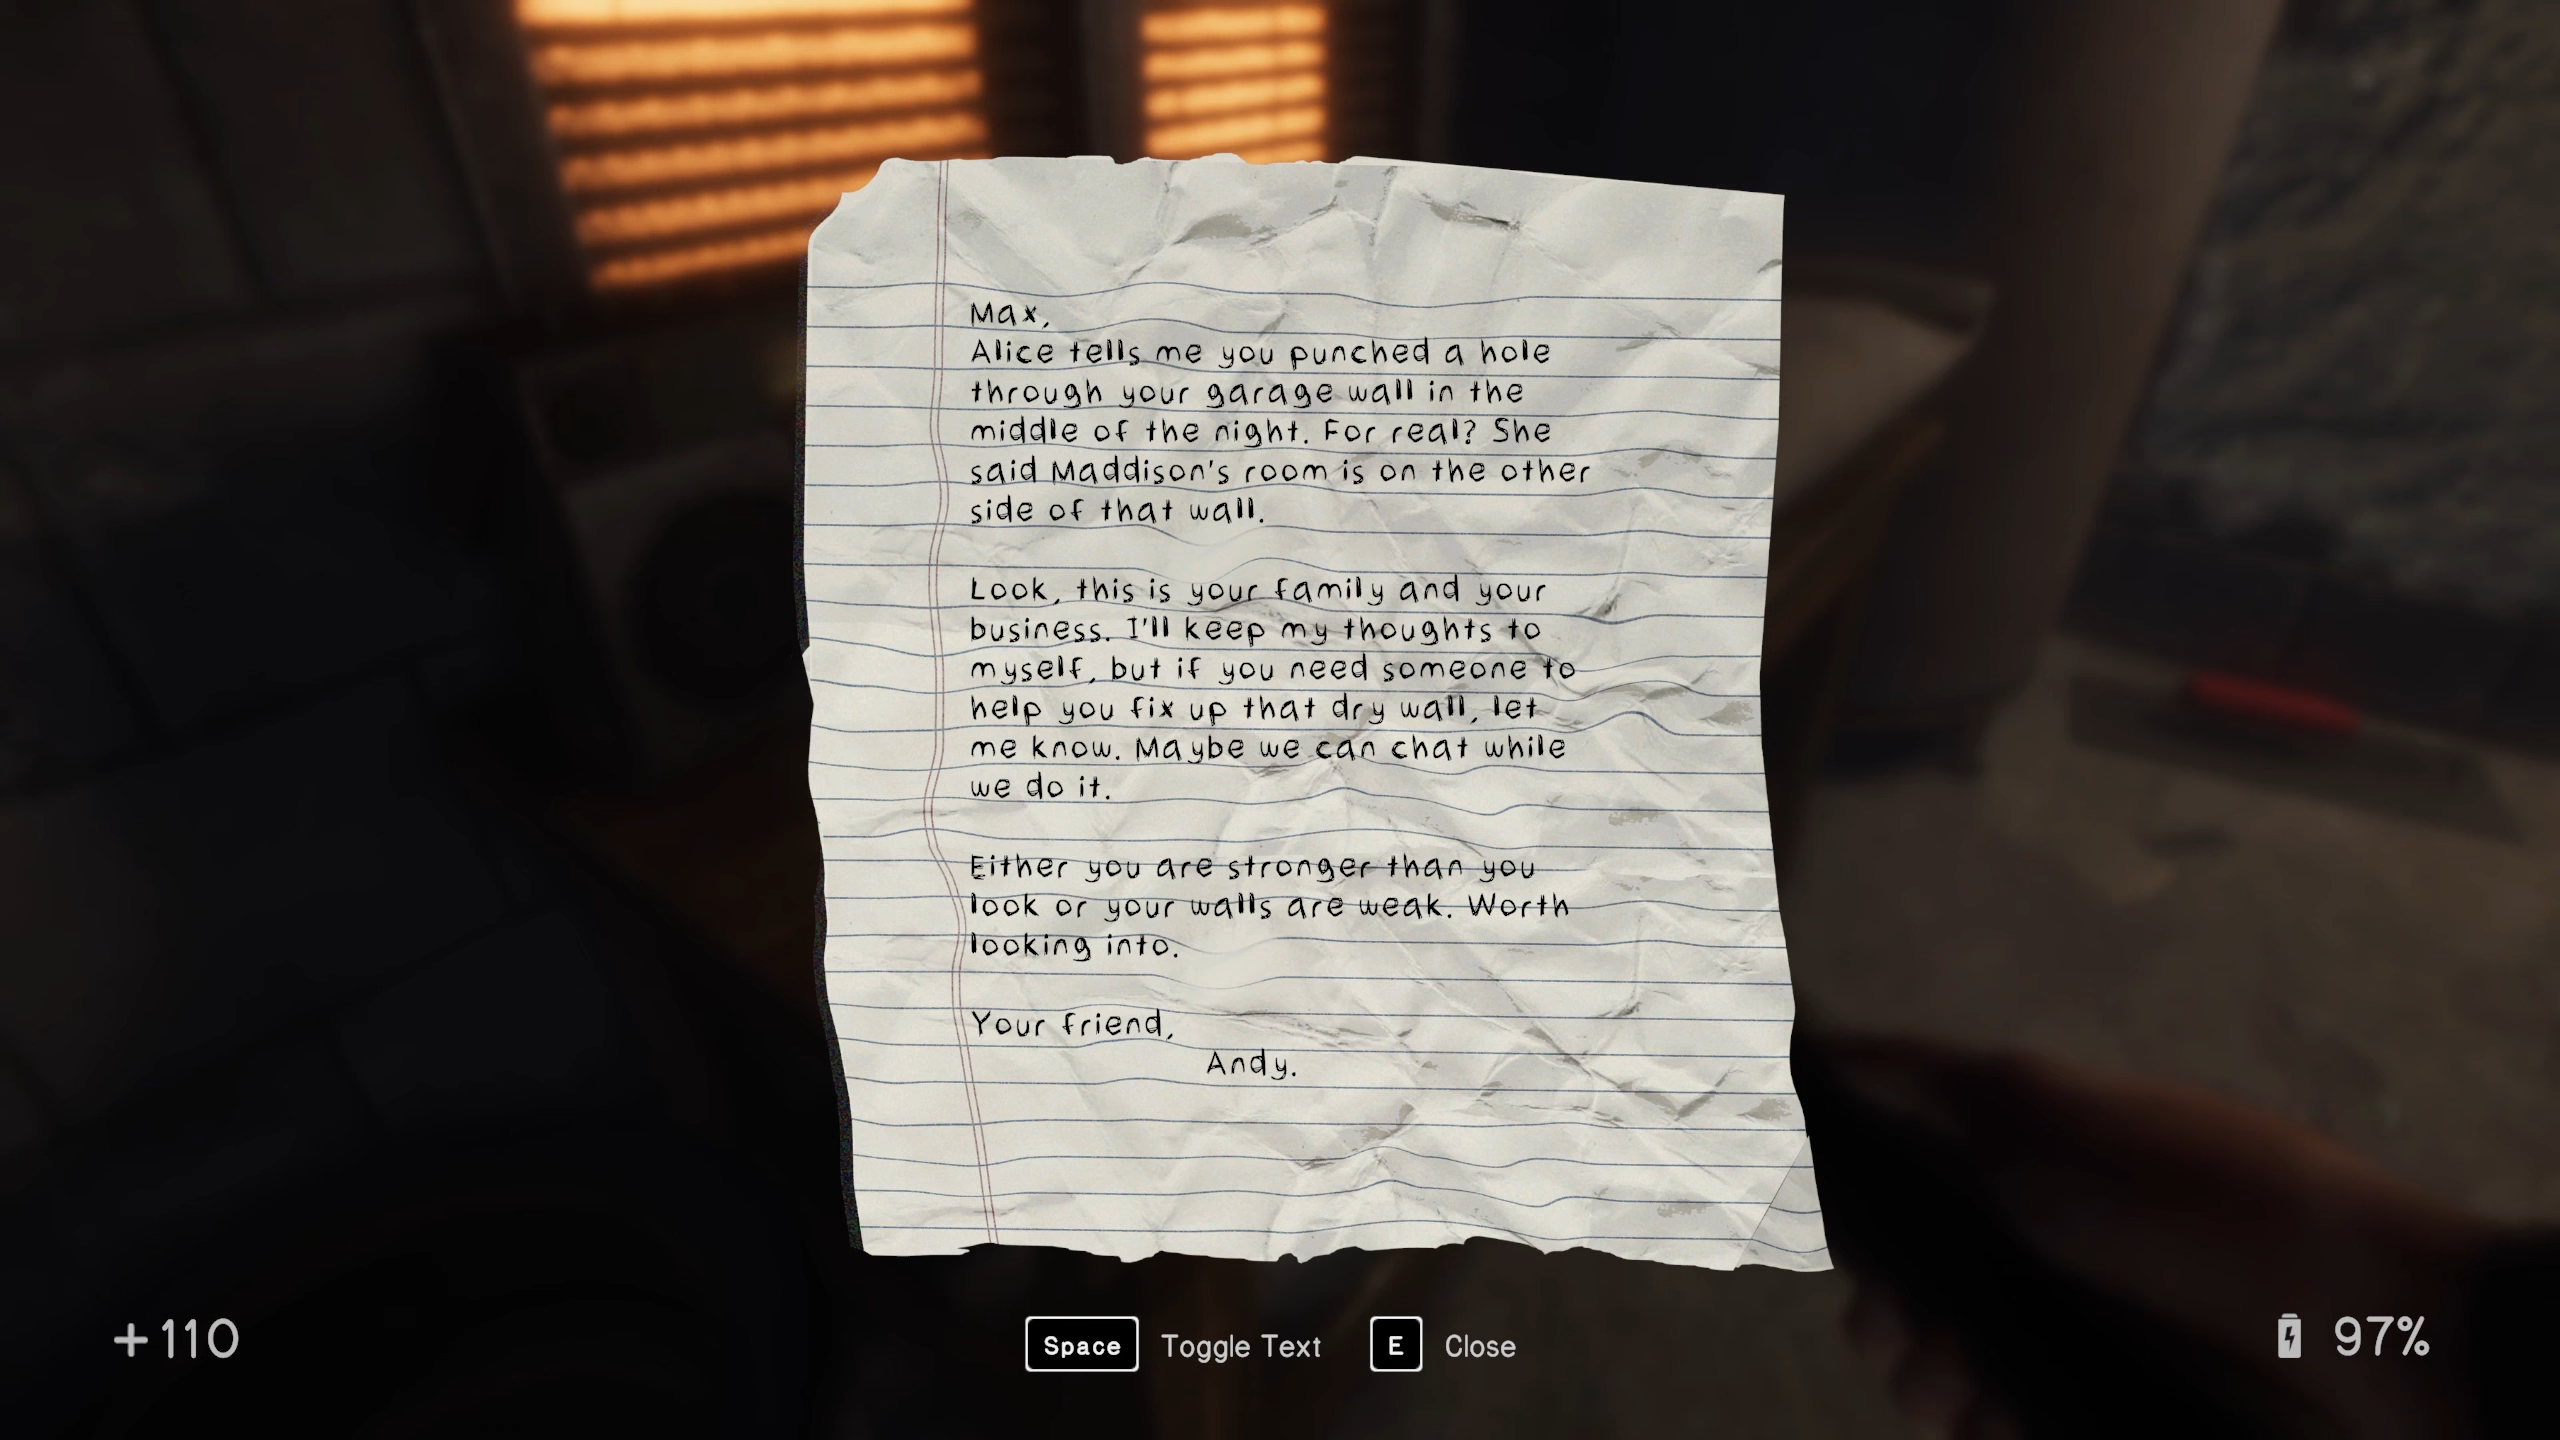 Max,
Alice tells me you punched a hole
through your garage wall in the
middle of the night. For real? She
said Maddison's room is on the other
side of that wall.
Look, this is your family and your
business. I'll keep my thoughts to
myself, but if you need someone to
help you fix up that dry wall, let
me know. Maybe we can chat while
we do it.
Either you are stronger than you
look or your walls are weak. Worth
looking into.
Your friend,
Andy.
+110
Space Toggle Text E Close
97%